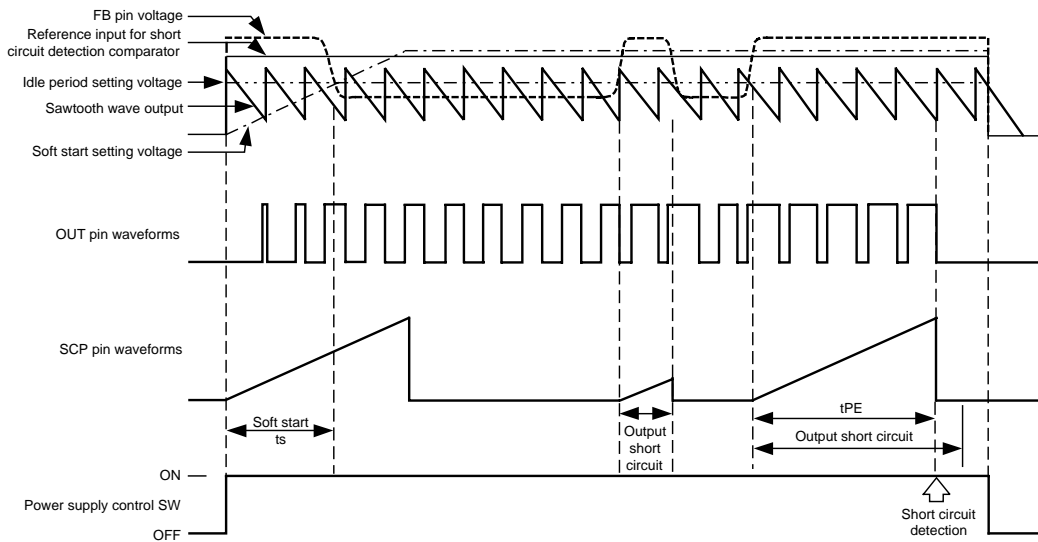 FB pin voltage
Reference input for short
circuit detection comparator
Idle period setting voltage
Sawtooth wave output
Soft start setting voltage
OUT pin waveforms
SCP pin waveforms
Soft start
ts
Output
short
circuit
tPE
Output short circuit
ON
Power supply control SW
OFF
Short circuit
detection